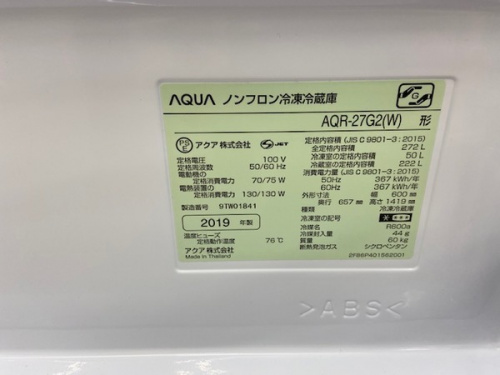 AQUA ノンフロン冷凍冷蔵庫
AQR-27G2(W) 形
PS
E
アクア 株式会社
S-JET
定格電圧 100 V
定格周波数 50/60 Hz
電動機の
定格消費電力 70/75 W
電熱装置の
定格消費電力 130/130 W
製造番号 9TW01841
2019 年製
温度ヒューズ
定格動作温度 76℃
アクア 株式会社
Made in Thailand
定格内容積 (JIS C 9801-3:2015)
全定格内容積 272 L
冷凍室の定格内容積 50 L
冷蔵室の定格内容積 222 L
消費電力量 (JIS C 9801-3:2015)
50Hz 367 kWh/年
60Hz 367 kWh/年
外形寸法 幅 600 ㎜
奥行 657 ㎜ 高さ 1419 ㎜
種類 冷凍冷蔵庫
冷凍室の記号
冷媒 R600a
冷媒封入量 44 g
質量 60 kg
断熱発泡ガス シクロペンタン
2FB6P401562D01
>ABS<